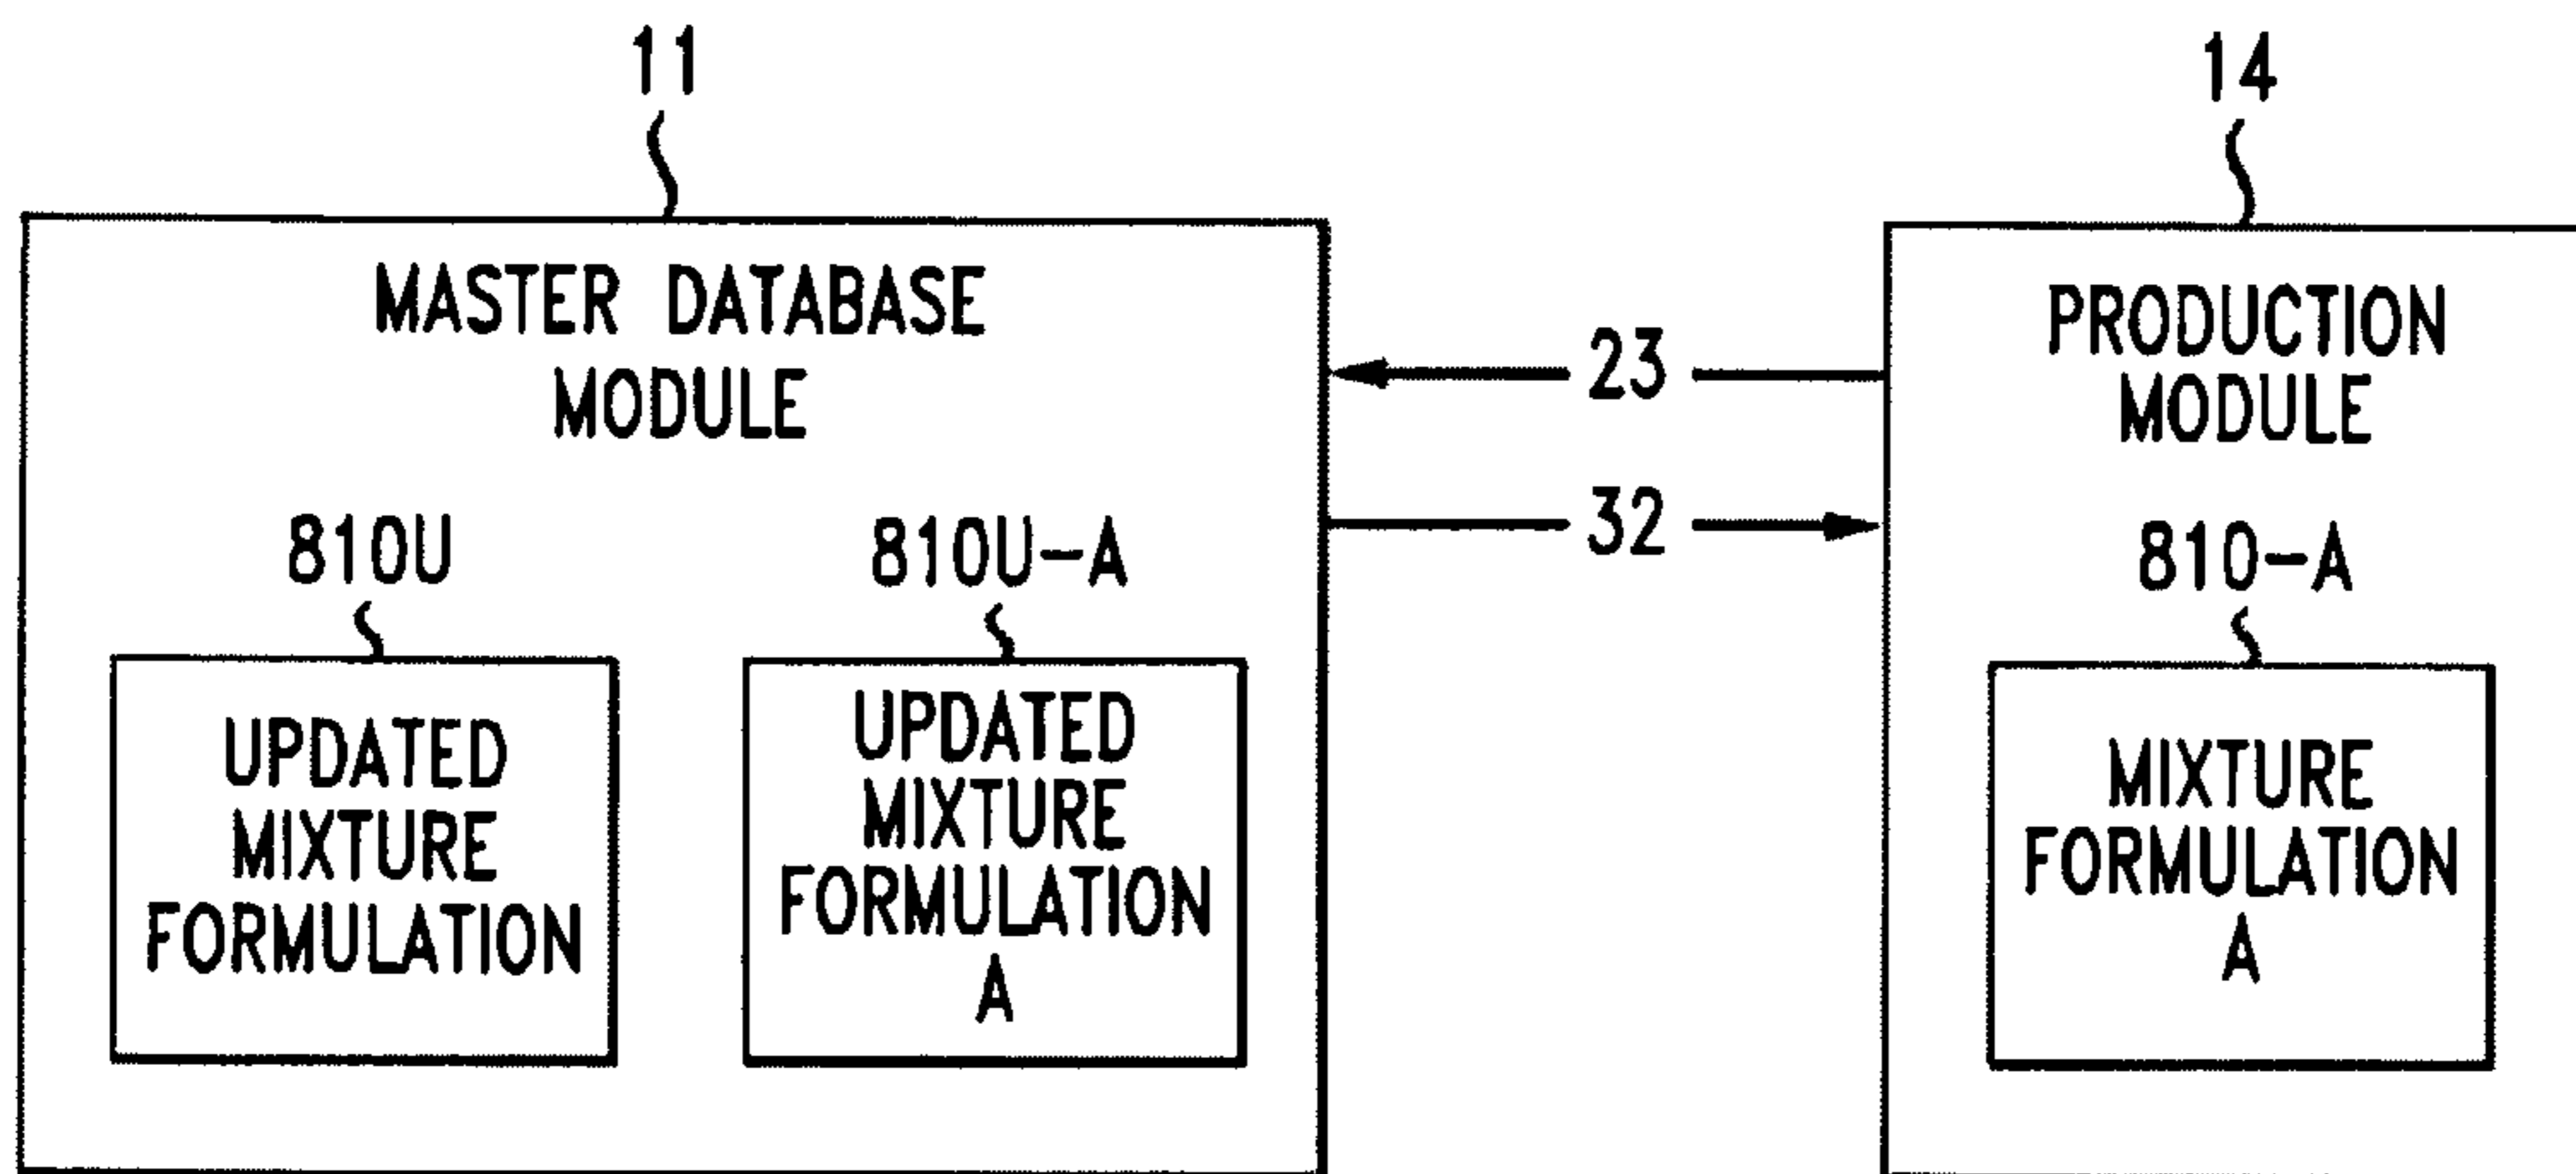 11
14
MASTER DATABASE
MODULE
PRODUCTION
MODULE
23
32
810U
810U-A
810-A
UPDATED
MIXTURE
FORMULATION
UPDATED
MIXTURE
FORMULATION
A
MIXTURE
FORMULATION
A